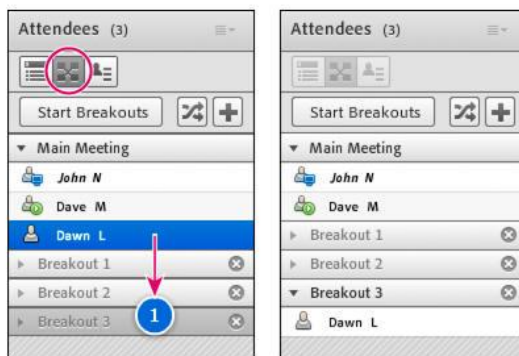 Attendees (3)
Start Breakouts
Main Meeting
John N
Dave M
Dawn L
Breakout 1
Breakout 2
Breakout 3
1
Attendees (3)
Start Breakouts
Main Meeting
John N
Dave M
Breakout 1
Breakout 2
Breakout 3
Dawn L